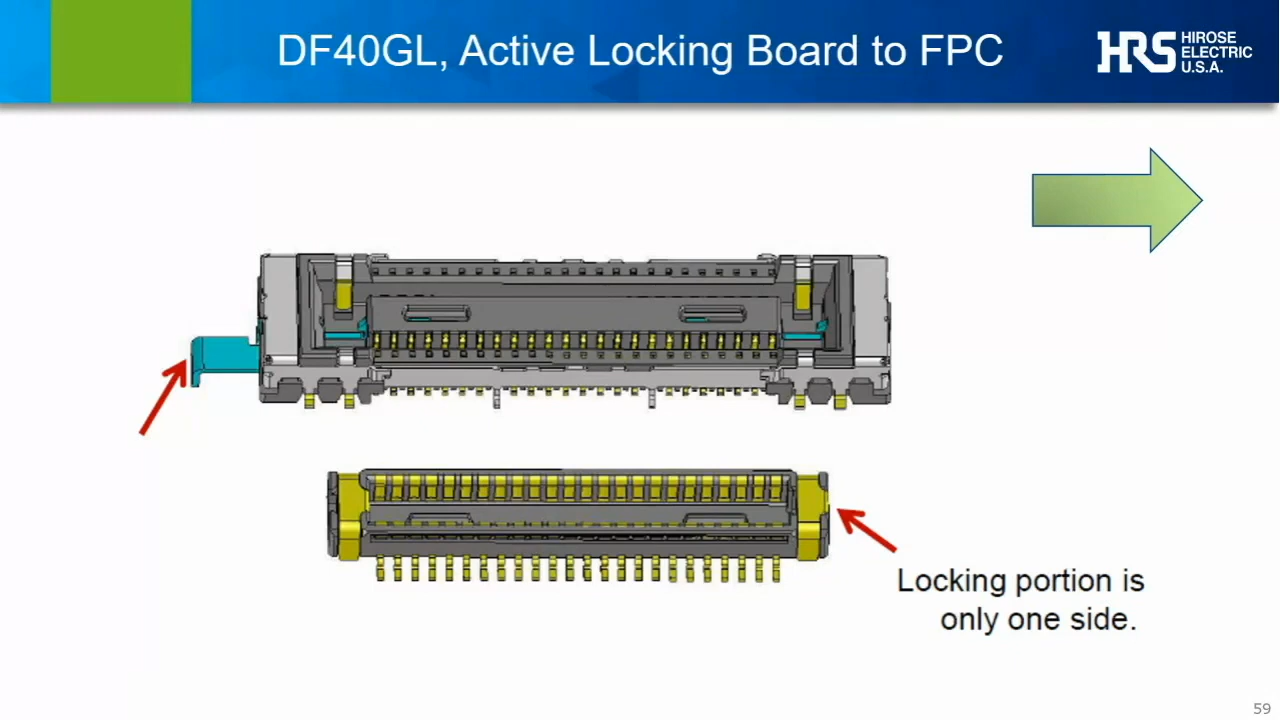 DF40GL, Active Locking Board to FPC
HRS
HIROSE
ELECTRIC
U.S.A.
Locking portion is
only one side.
59